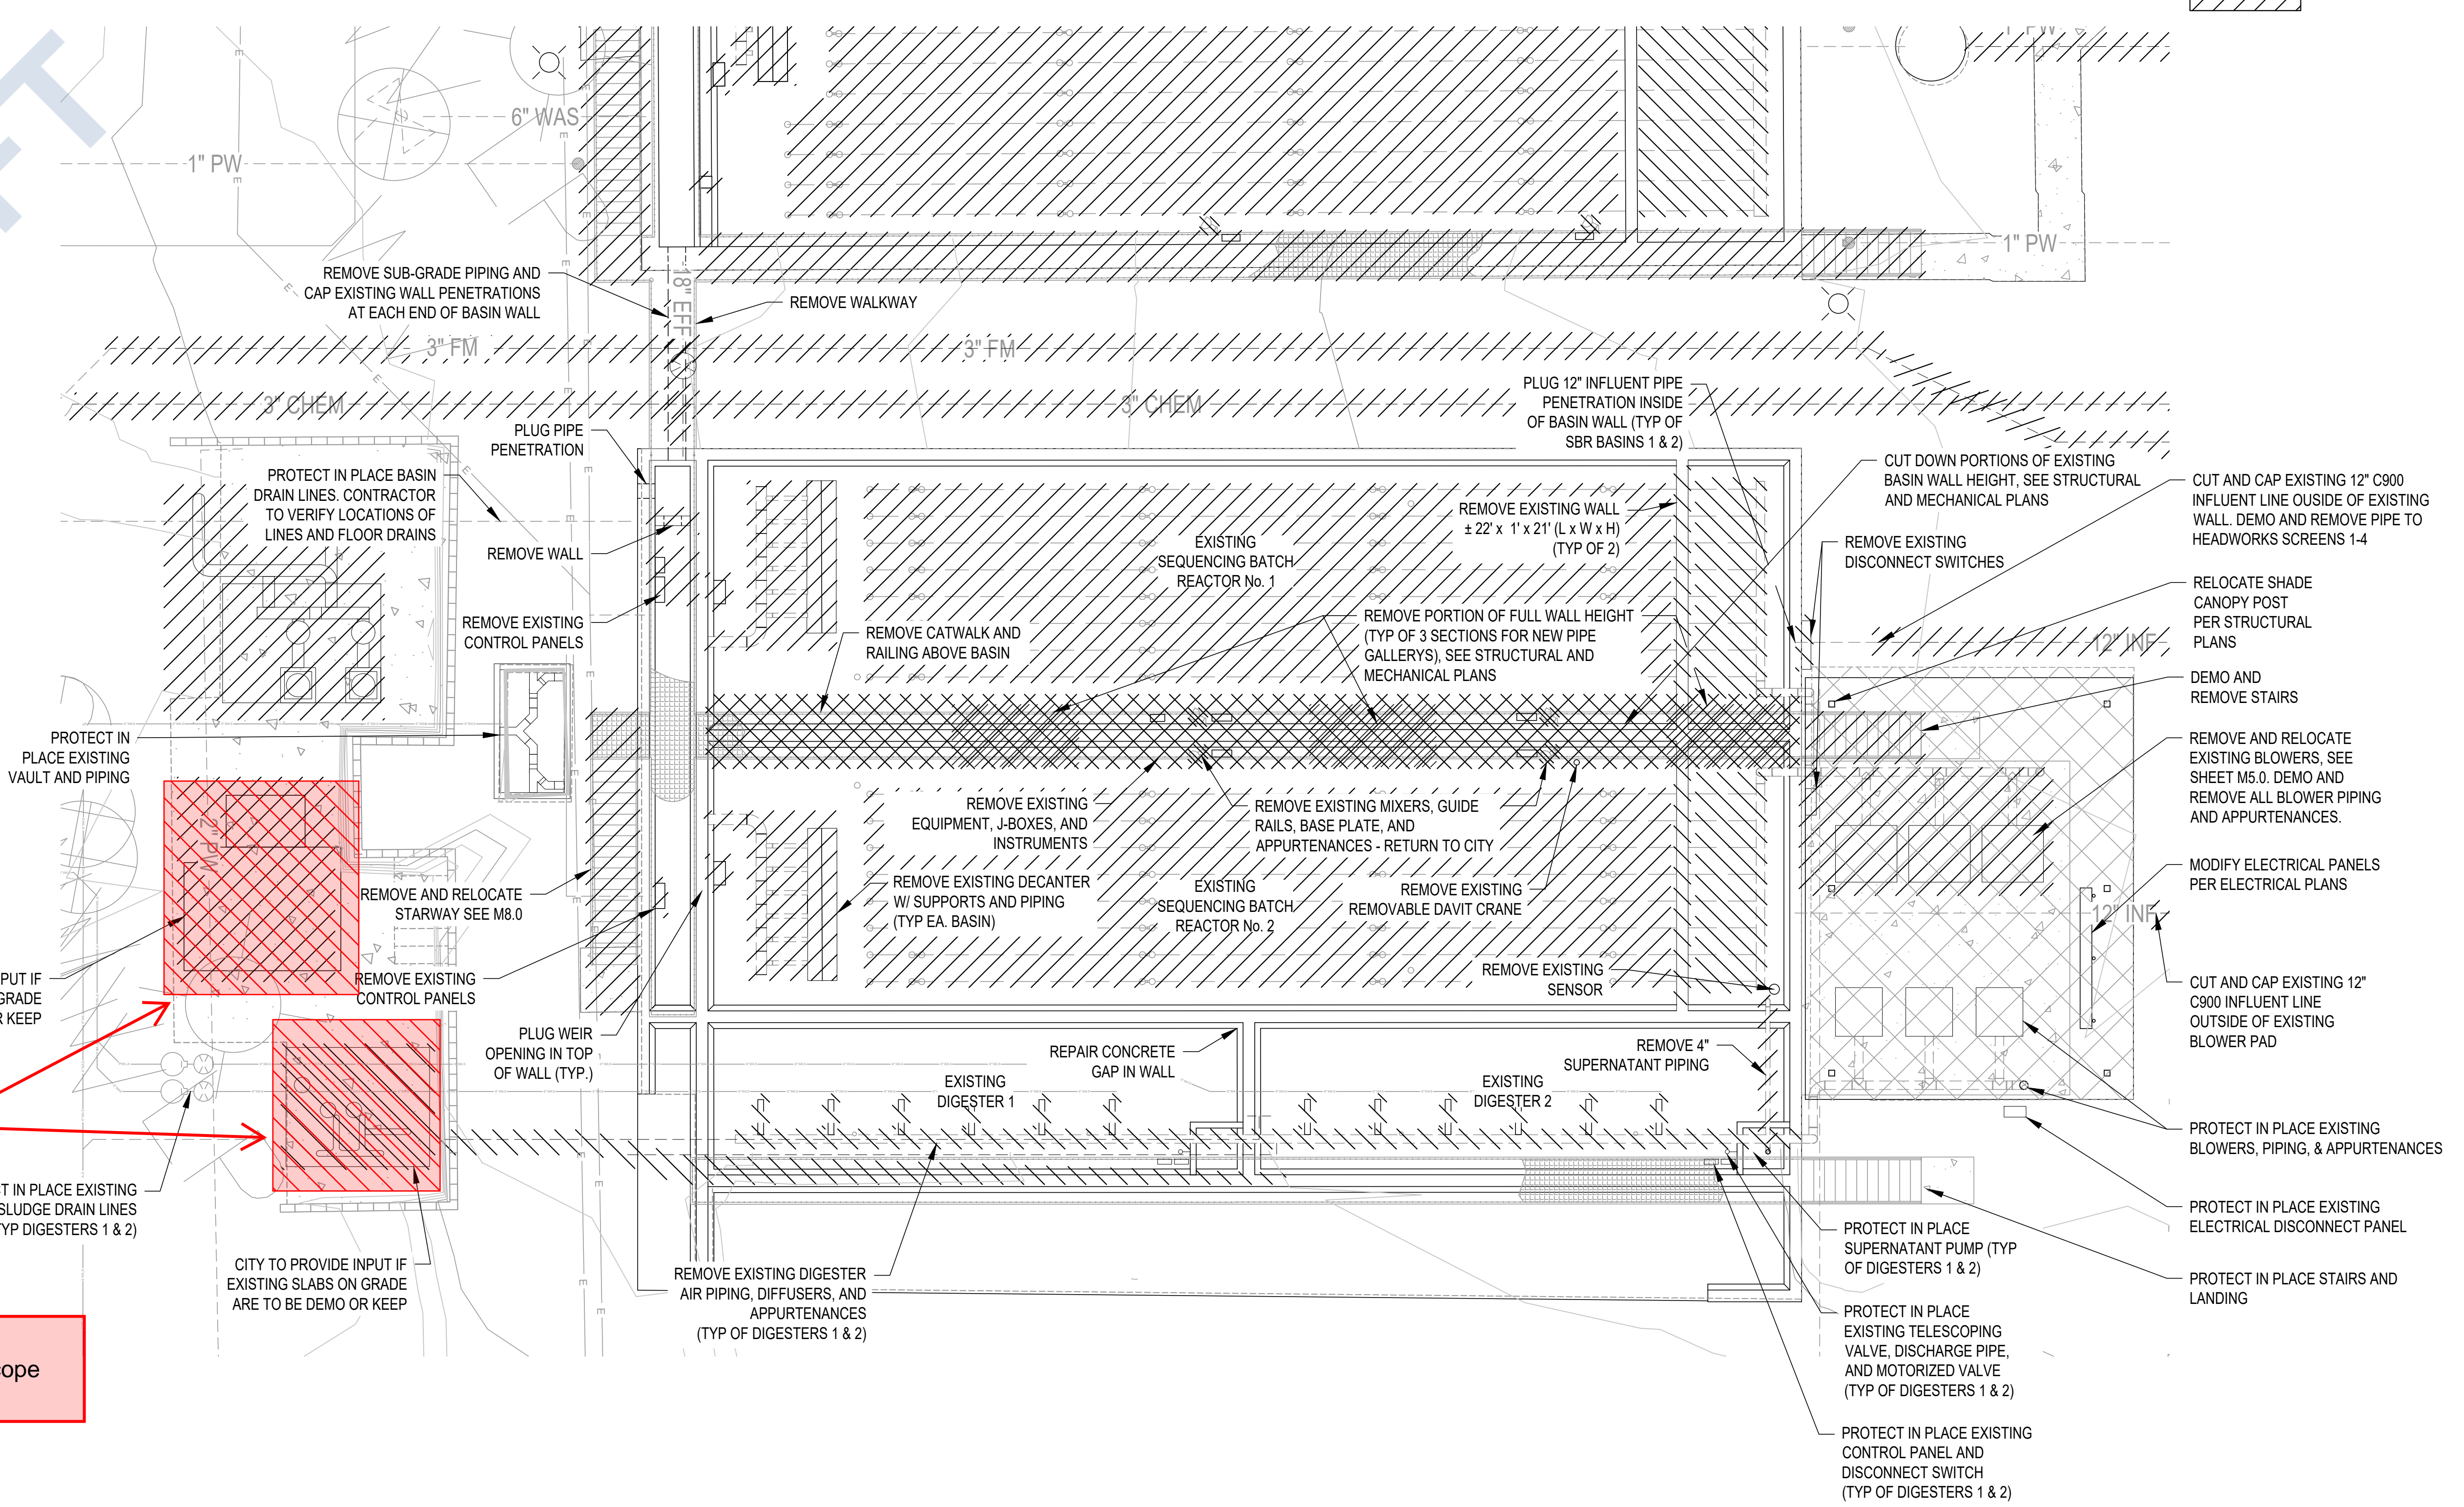 FT
1" PW
6" WAS
1" PW
1" PW
REMOVE SUB-GRADE PIPING AND
CAP EXISTING WALL PENETRATIONS
AT EACH END OF BASIN WALL
18" EFF
REMOVE WALKWAY
3" FM
3" FM
3" CHEM
3" CHEM
PLUG 12" INFLUENT PIPE
PENETRATION INSIDE
OF BASIN WALL (TYP OF
SBR BASINS 1 & 2)
PLUG PIPE
PENETRATION
PROTECT IN PLACE BASIN
DRAIN LINES. CONTRACTOR
TO VERIFY LOCATIONS OF
LINES AND FLOOR DRAINS
CUT DOWN PORTIONS OF EXISTING
BASIN WALL HEIGHT, SEE STRUCTURAL
AND MECHANICAL PLANS
CUT AND CAP EXISTING 12" C900
INFLUENT LINE OUSIDE OF EXISTING
WALL. DEMO AND REMOVE PIPE TO
HEADWORKS SCREENS 1-4
REMOVE EXISTING WALL
± 22' x 1' x 21' (L x W x H)
(TYP OF 2)
REMOVE WALL
EXISTING
SEQUENCING BATCH
REACTOR No. 1
REMOVE EXISTING
DISCONNECT SWITCHES
RELOCATE SHADE
CANOPY POST
PER STRUCTURAL
PLANS
REMOVE EXISTING
CONTROL PANELS
REMOVE CATWALK AND
RAILING ABOVE BASIN
REMOVE PORTION OF FULL WALL HEIGHT
(TYP OF 3 SECTIONS FOR NEW PIPE
GALLERYS), SEE STRUCTURAL AND
MECHANICAL PLANS
12" INF
DEMO AND
REMOVE STAIRS
PROTECT IN
PLACE EXISTING
VAULT AND PIPING
REMOVE AND RELOCATE
EXISTING BLOWERS, SEE
SHEET M5.0. DEMO AND
REMOVE ALL BLOWER PIPING
AND APPURTENANCES.
2" PW
REMOVE EXISTING
EQUIPMENT, J-BOXES, AND
INSTRUMENTS
REMOVE EXISTING MIXERS, GUIDE
RAILS, BASE PLATE, AND
APPURTENANCES - RETURN TO CITY
MODIFY ELECTRICAL PANELS
PER ELECTRICAL PLANS
REMOVE AND RELOCATE
STARWAY SEE M8.0
REMOVE EXISTING DECANTER
W/ SUPPORTS AND PIPING
(TYP EA. BASIN)
EXISTING
SEQUENCING BATCH
REACTOR No. 2
REMOVE EXISTING
REMOVABLE DAVIT CRANE
12" INF
PUT IF
GRADE
R KEEP
REMOVE EXISTING
CONTROL PANELS
REMOVE EXISTING
SENSOR
CUT AND CAP EXISTING 12"
C900 INFLUENT LINE
OUTSIDE OF EXISTING
BLOWER PAD
PLUG WEIR
OPENING IN TOP
OF WALL (TYP.)
REPAIR CONCRETE
GAP IN WALL
REMOVE 4"
SUPERNATANT PIPING
EXISTING
DIGESTER 1
EXISTING
DIGESTER 2
PROTECT IN PLACE EXISTING
BLOWERS, PIPING, & APPURTENANCES
CT IN PLACE EXISTING
SLUDGE DRAIN LINES
TYP DIGESTERS 1 & 2)
PROTECT IN PLACE EXISTING
ELECTRICAL DISCONNECT PANEL
CITY TO PROVIDE INPUT IF
EXISTING SLABS ON GRADE
ARE TO BE DEMO OR KEEP
REMOVE EXISTING DIGESTER
AIR PIPING, DIFFUSERS, AND
APPURTENANCES
(TYP OF DIGESTERS 1 & 2)
PROTECT IN PLACE
SUPERNATANT PUMP (TYP
OF DIGESTERS 1 & 2)
PROTECT IN PLACE STAIRS AND
LANDING
PROTECT IN PLACE
EXISTING TELESCOPING
VALVE, DISCHARGE PIPE,
AND MOTORIZED VALVE
(TYP OF DIGESTERS 1 & 2)
cope
PROTECT IN PLACE EXISTING
CONTROL PANEL AND
DISCONNECT SWITCH
(TYP OF DIGESTERS 1 & 2)